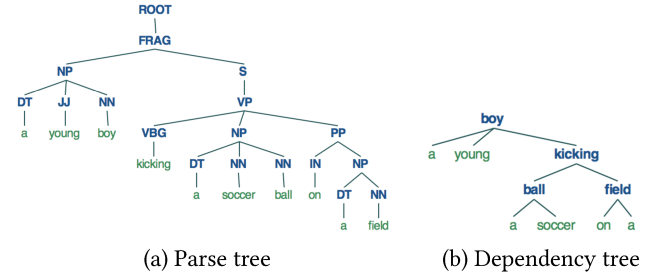 ROOT
FRAG
NP S
DT JJ NN VP
a young boy VBG NP PP
kicking DT NN NN IN NP
a soccer ball on DT NN
a field
(a) Parse tree
boy
a young kicking
ball field
a soccer on a
(b) Dependency tree